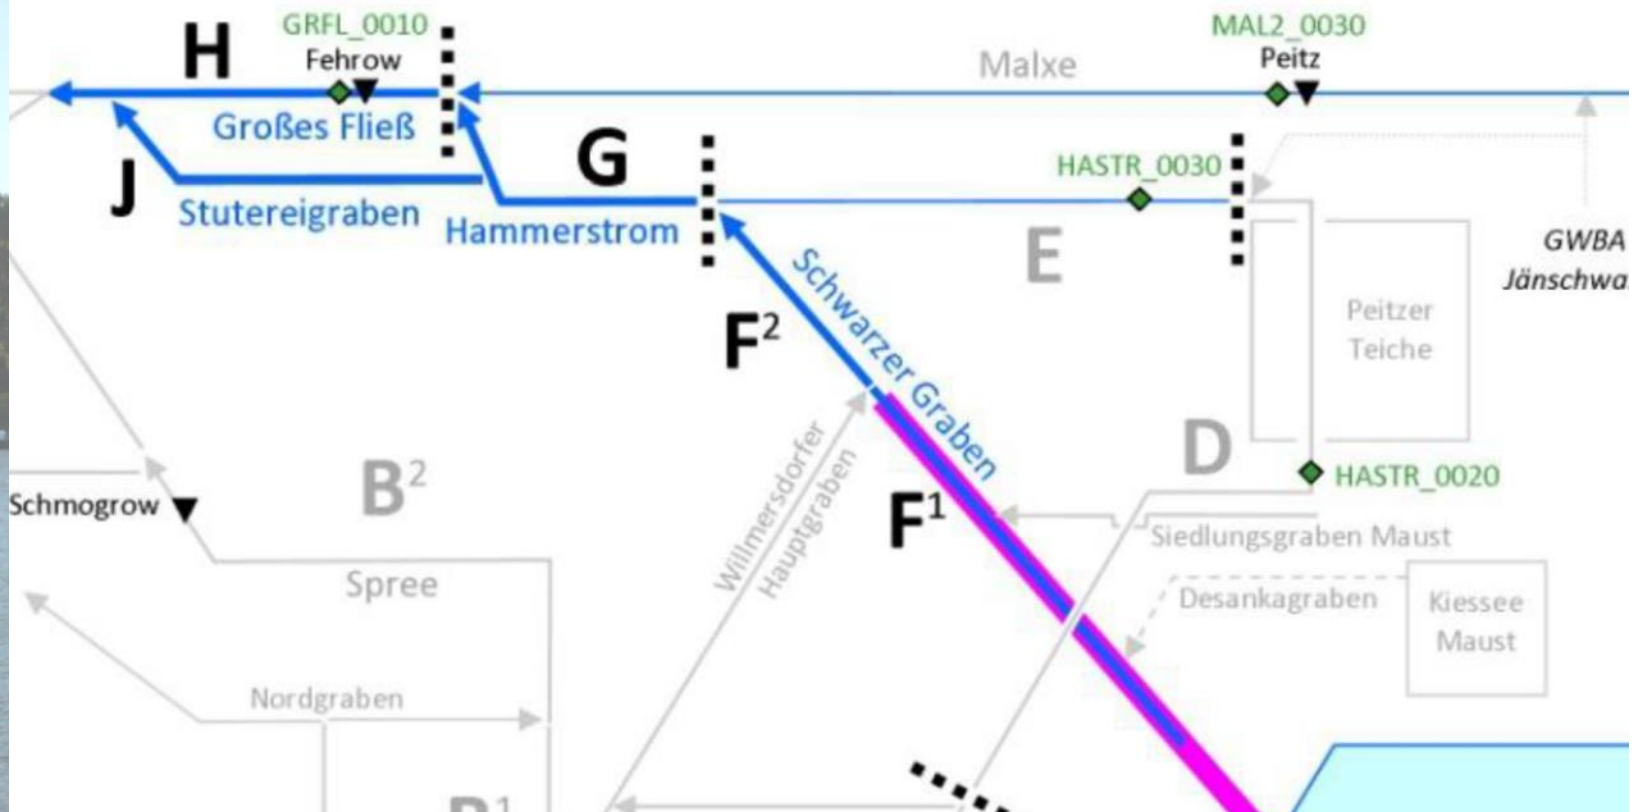 H
GRFL_0010
Fehrow
Malxe
MAL2_0030
Peitz
Großes Fließ
G
HASTR_0030
J
Stutereigraben
Hammerstrom
E
GWBA
Schwarzer Graben
Peitzer
Teiche
F²
D
HASTR_0020
B²
Schmogrow
Willmersdorfer
Hauptgraben
F¹
Siedlungsgraben Maust
Spree
Desankagraben
Kiessee
Maust
Nordgraben